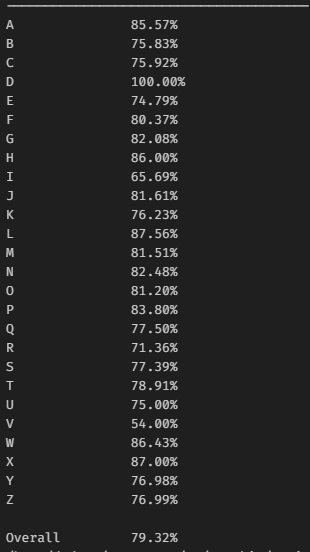 A 85.57%
B 75.83%
C 75.92%
D 100.00%
E 74.79%
F 80.37%
G 82.08%
H 86.00%
I 65.69%
J 81.61%
K 76.23%
L 87.56%
M 81.51%
N 82.48%
O 81.20%
P 83.80%
Q 77.50%
R 71.36%
S 77.39%
T 78.91%
U 75.00%
V 54.00%
W 86.43%
X 87.00%
Y 76.98%
Z 76.99%
Overall 79.32%